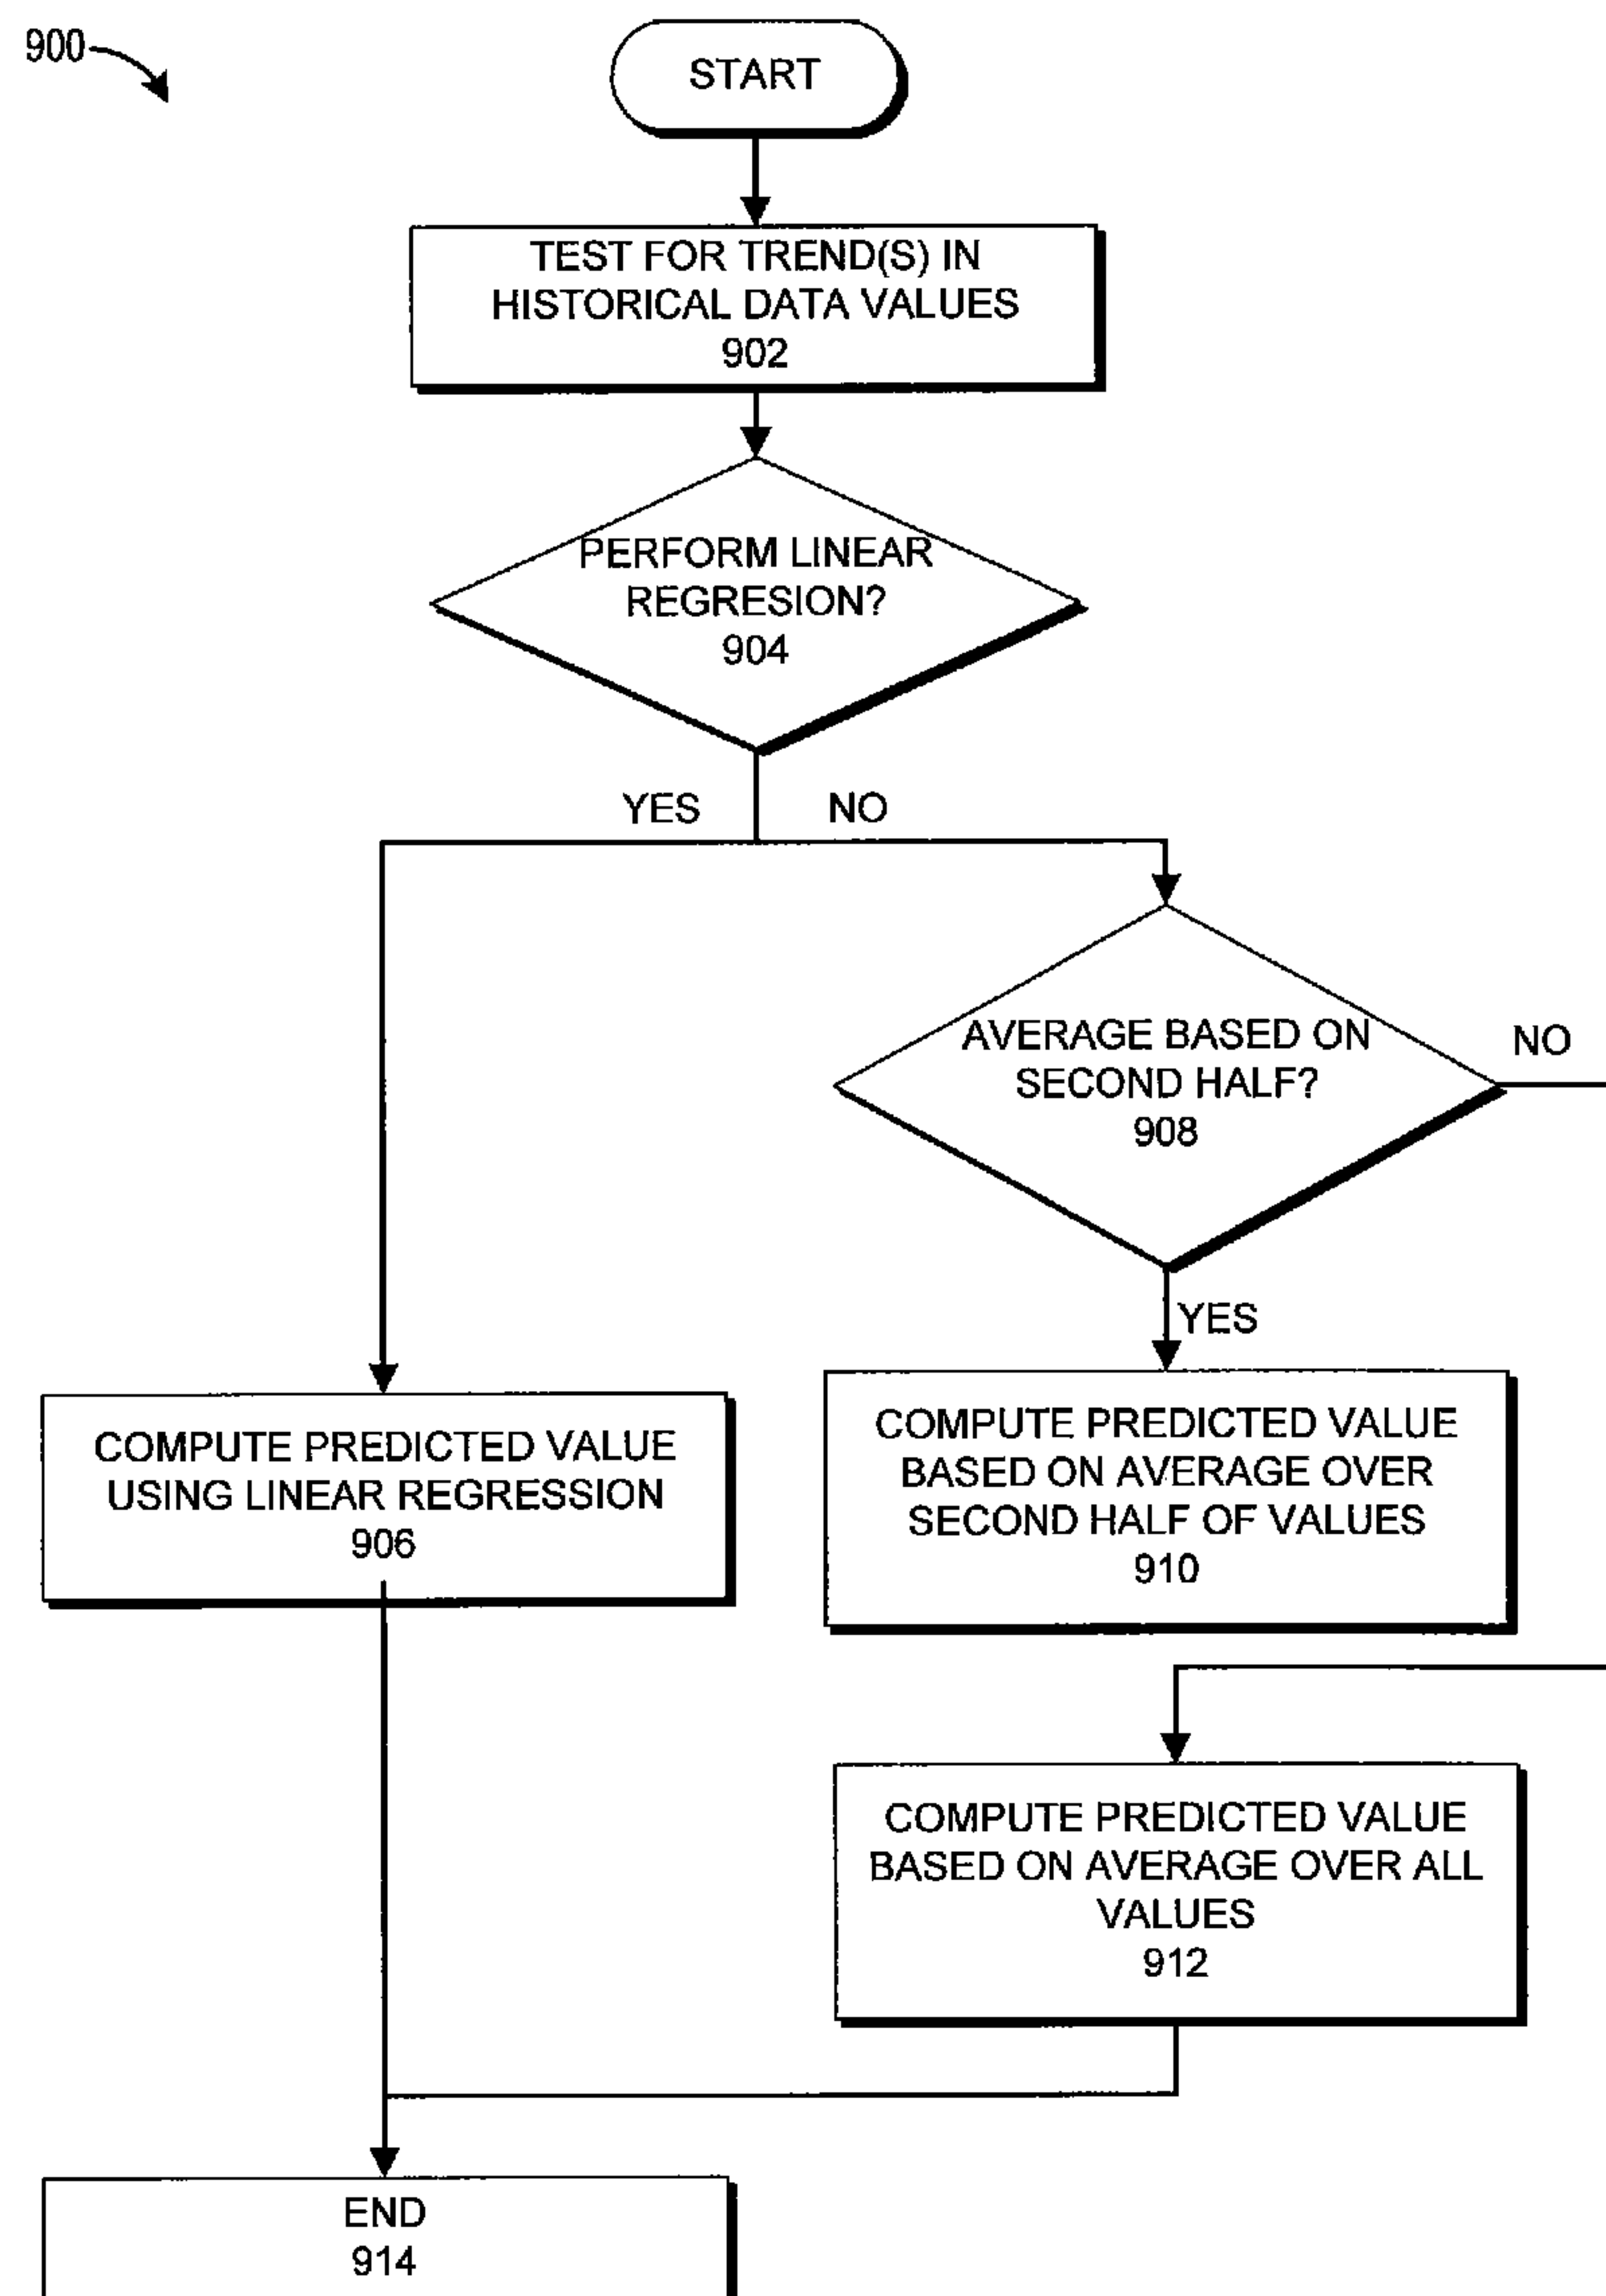 900
START
TEST FOR TREND(S) IN
HISTORICAL DATA VALUES
902
PERFORM LINEAR
REGRESION?
904
YES
NO
AVERAGE BASED ON
SECOND HALF?
908
NO
YES
COMPUTE PREDICTED VALUE
USING LINEAR REGRESSION
906
COMPUTE PREDICTED VALUE
BASED ON AVERAGE OVER
SECOND HALF OF VALUES
910
COMPUTE PREDICTED VALUE
BASED ON AVERAGE OVER ALL
VALUES
912
END
914